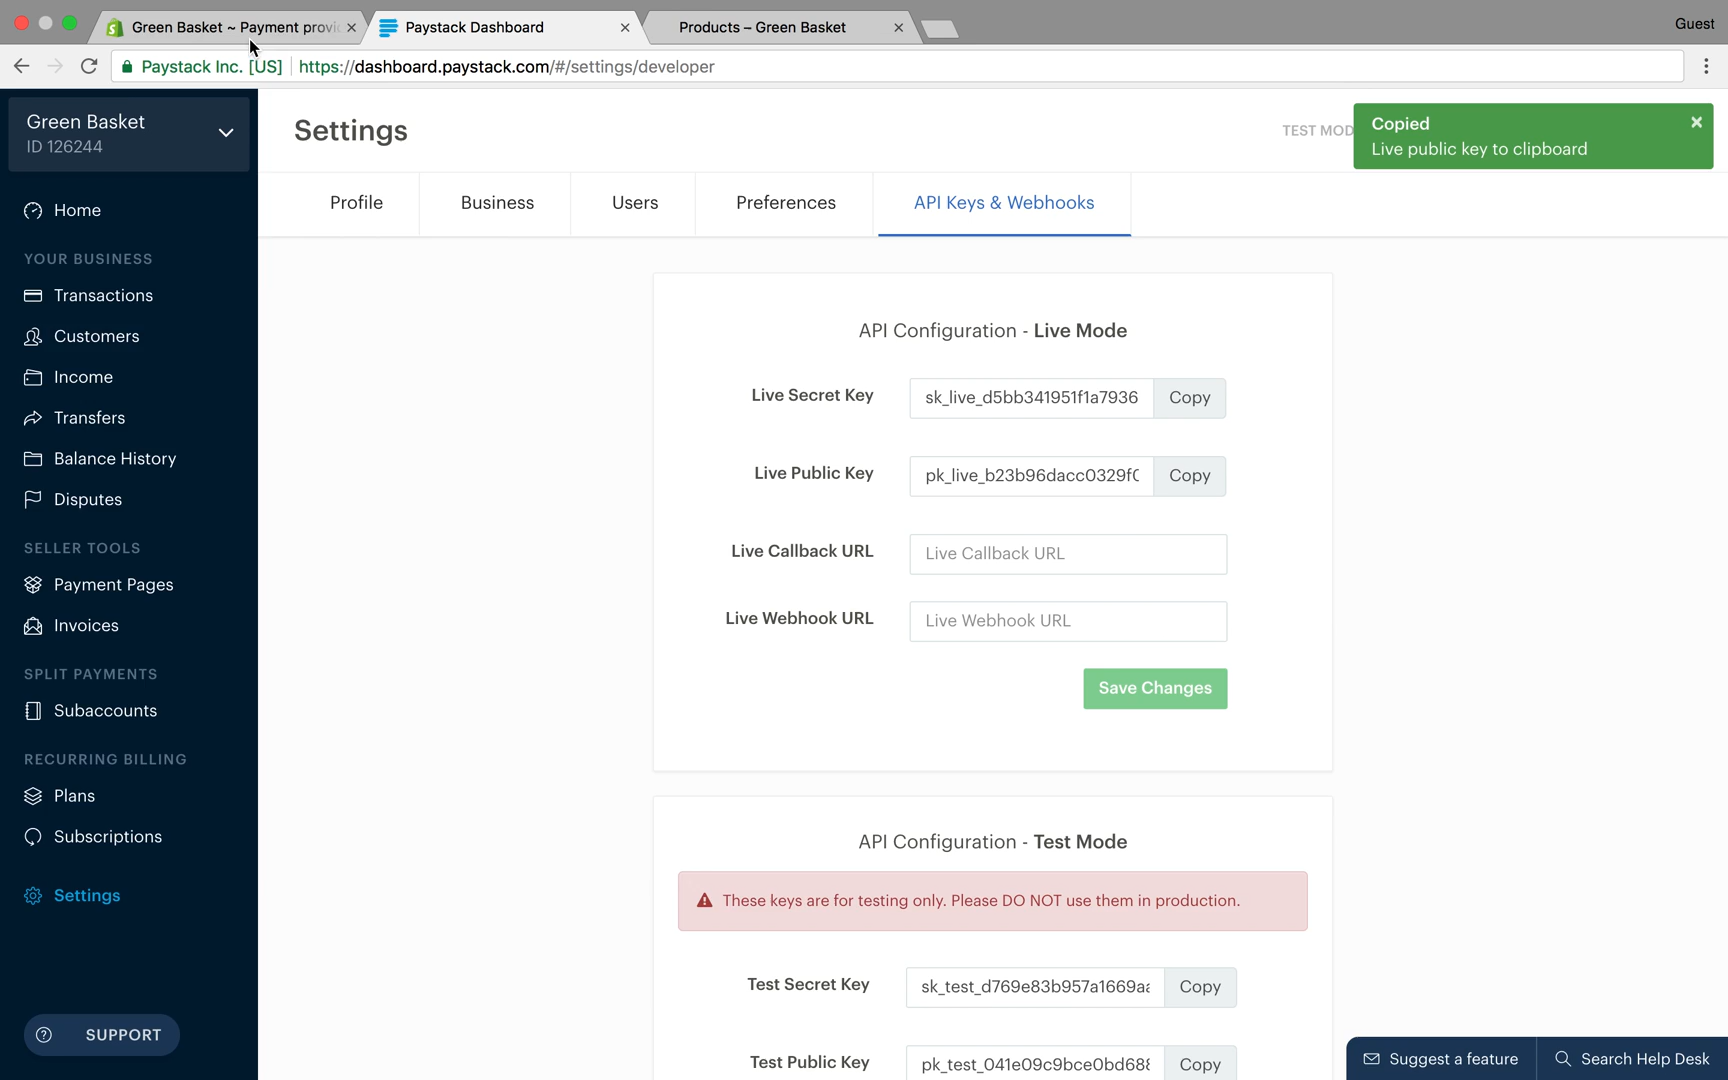 Green Basket ~ Payment provi
Paystack Dashboard
Products – Green Basket
Guest
Paystack Inc. [US]
https://dashboard.paystack.com/#/settings/developer
Green Basket
ID 126244
Home
YOUR BUSINESS
Transactions
Customers
Income
Transfers
Balance History
Disputes
SELLER TOOLS
Payment Pages
Invoices
SPLIT PAYMENTS
Subaccounts
RECURRING BILLING
Plans
Subscriptions
Settings
SUPPORT
Settings
TEST MOD
Copied
Live public key to clipboard
Profile
Business
Users
Preferences
API Keys & Webhooks
API Configuration - Live Mode
Live Secret Key
sk_live_d5bb341951f1a7936
Copy
Live Public Key
pk_live_b23b96dacc0329f0
Copy
Live Callback URL
Live Callback URL
Live Webhook URL
Live Webhook URL
Save Changes
API Configuration - Test Mode
These keys are for testing only. Please DO NOT use them in production.
Test Secret Key
sk_test_d769e83b957a1669a
Copy
Test Public Key
pk_test_041e09c9bce0bd688
Copy
Suggest a feature
Search Help Desk